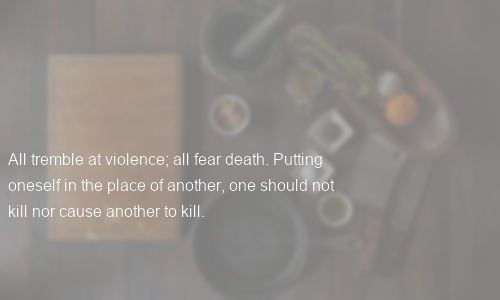 All tremble at violence; all fear death. Putting
oneself in the place of another, one should not
kill nor cause another to kill.